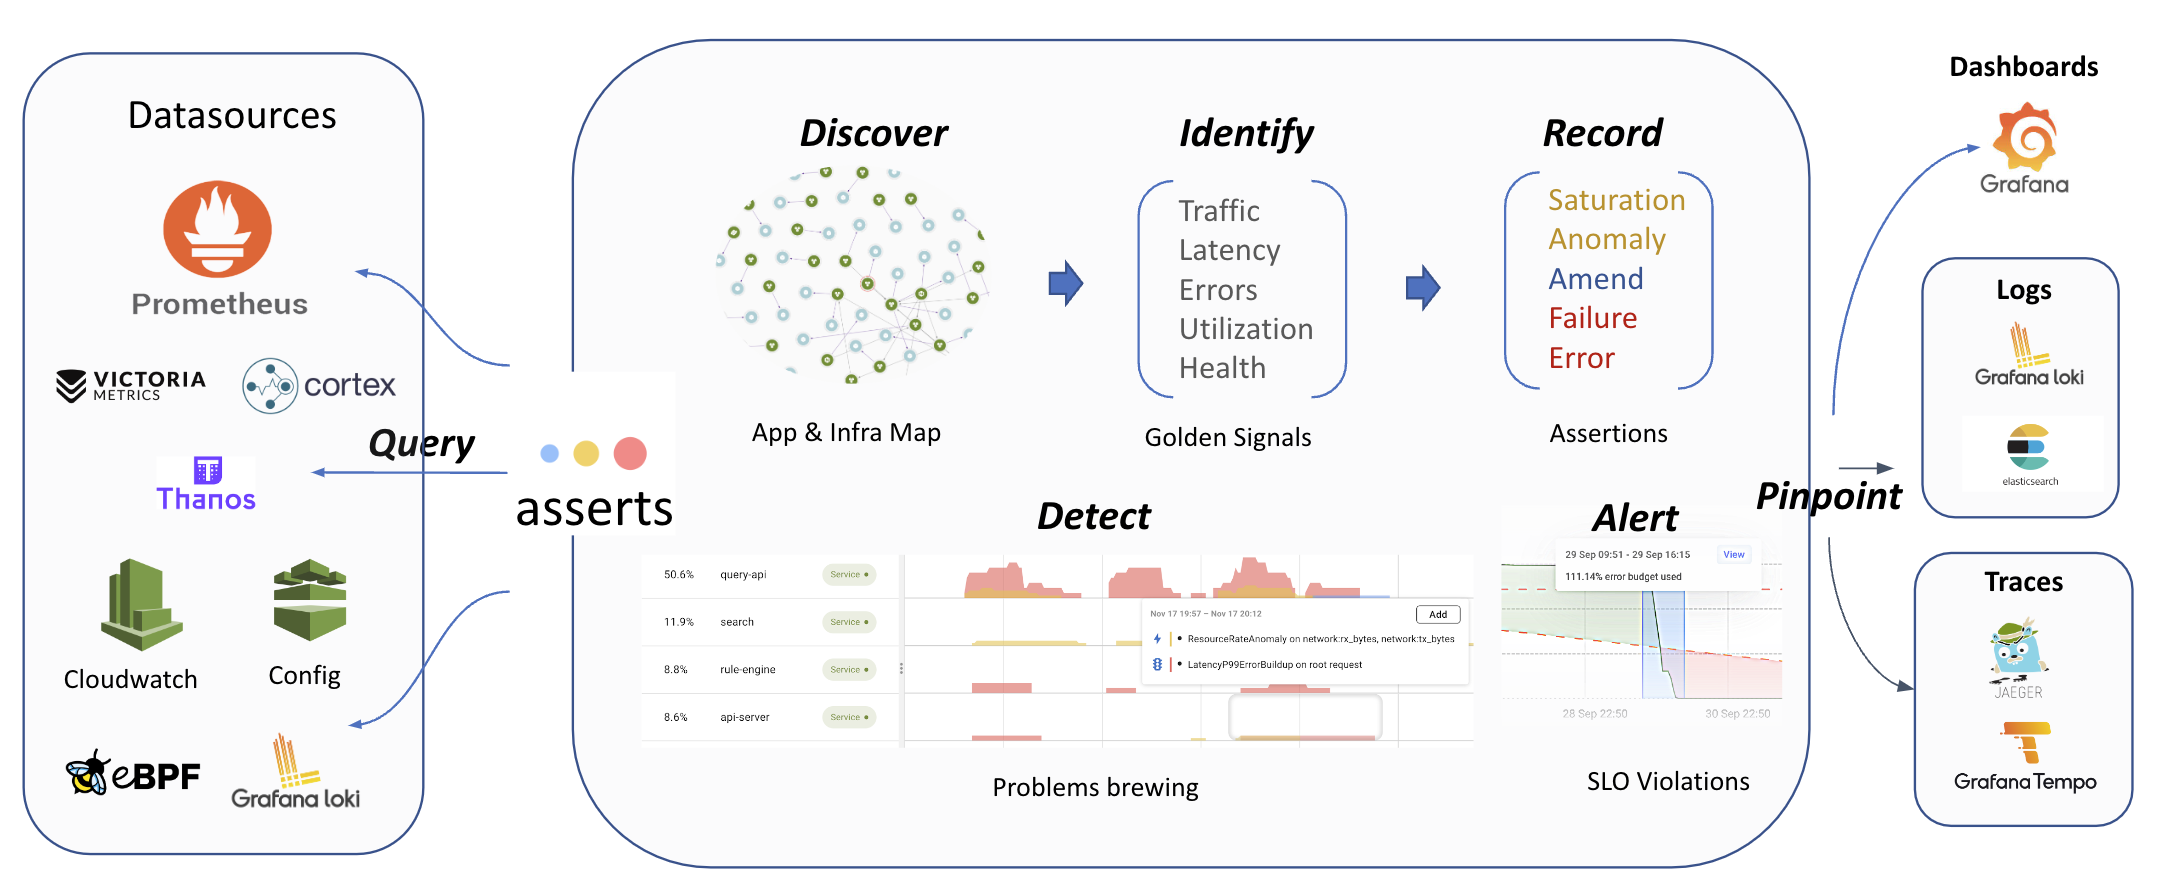 Datasources
Prometheus
VICTORIA
METRICS
cortex
Query
Thanos
Cloudwatch
Config
eBPF
Grafana loki
asserts
Discover
App & Infra Map
Identify
Traffic
Latency
Errors
Utilization
Health
Golden Signals
Record
Saturation
Anomaly
Amend
Failure
Error
Assertions
Detect
50.6% query-api Service
11.9% search Service
8.8% rule-engine Service
8.6% api-server Service
Nov 17 19:57 – Nov 17 20:12 Add
ResourceRateAnomaly on network:rx_bytes, network:tx_bytes
LatencyP99ErrorBuildup on root request
Problems brewing
Alert
29 Sep 09:51 - 29 Sep 16:15 View
111.14% error budget used
28 Sep 22:50 30 Sep 22:50
SLO Violations
Pinpoint
Dashboards
Grafana
Logs
Grafana loki
elasticsearch
Traces
JAEGER
Grafana Tempo